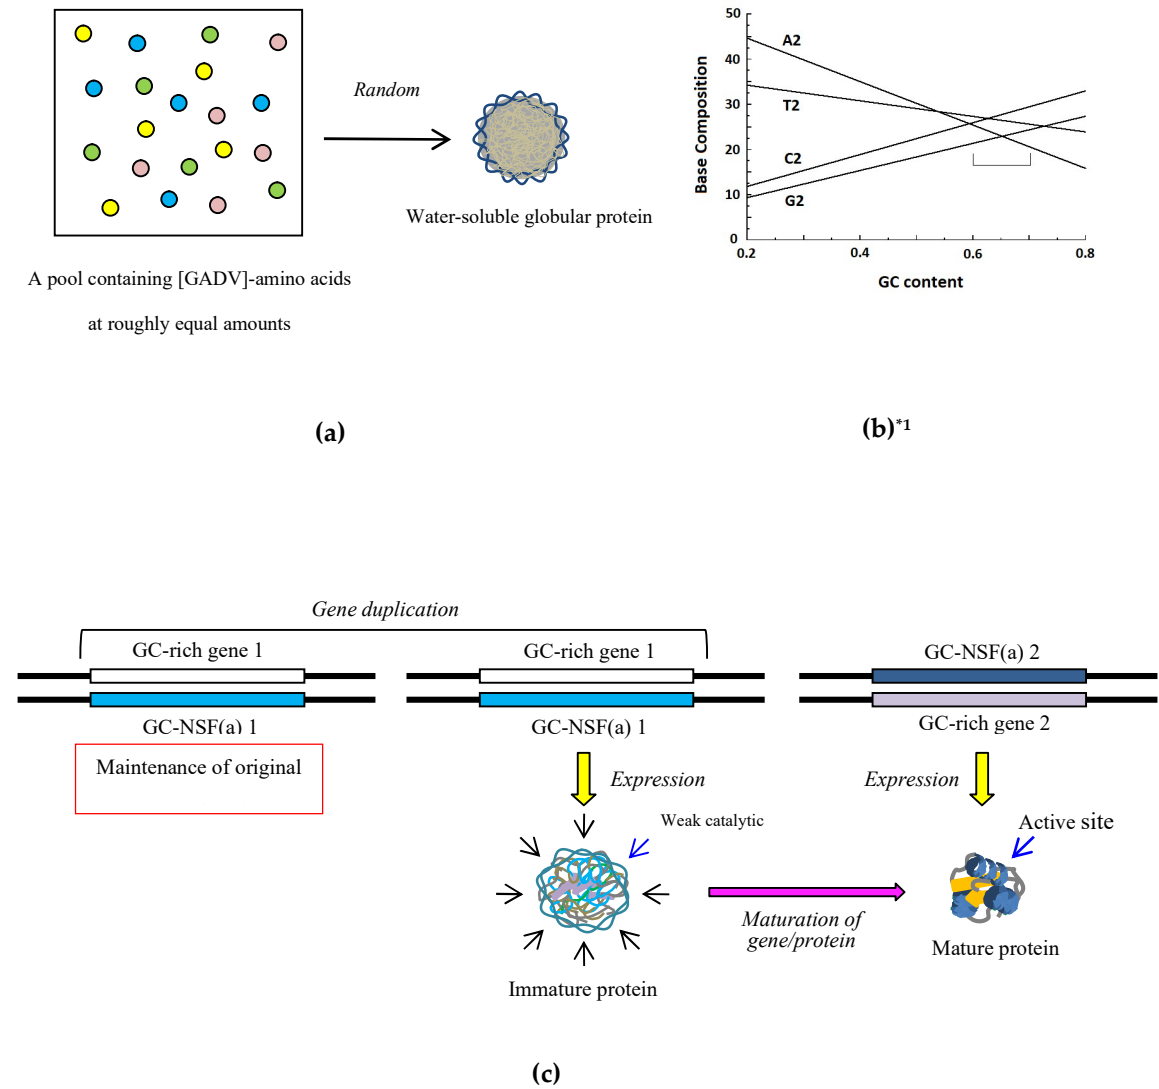 Random
Water-soluble globular protein
A pool containing [GADV]-amino acids
at roughly equal amounts
(a)
50
40
30
20
10
0
Base Composition
A2
T2
C2
G2
0.2
0.4
0.6
0.8
GC content
(b)*1
Gene duplication
GC-rich gene 1
GC-NSF(a) 1
Maintenance of original
GC-rich gene 1
GC-NSF(a) 1
GC-NSF(a) 2
GC-rich gene 2
Expression
Expression
Weak catalytic
Active site
Maturation of
gene/protein
Immature protein
Mature protein
(c)